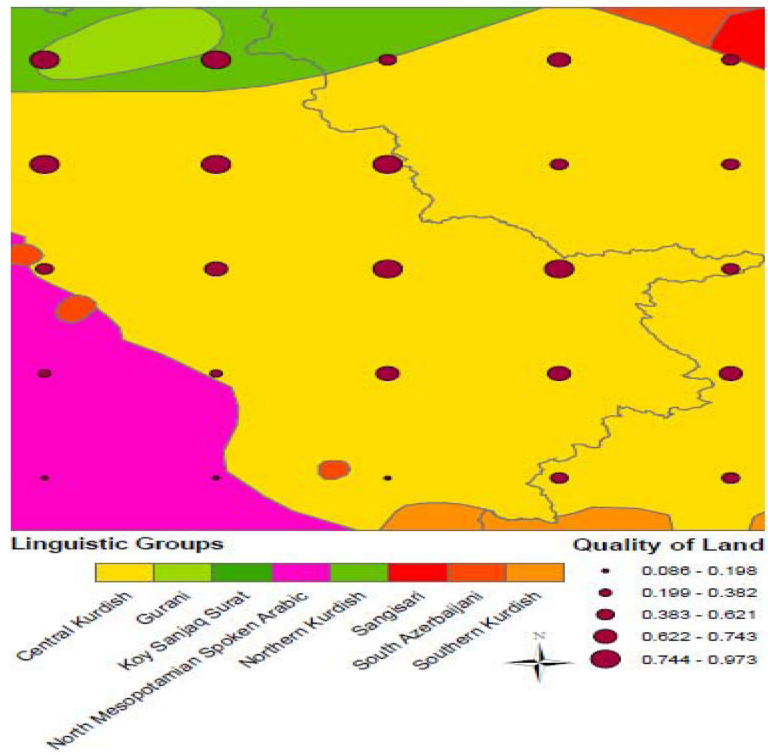 Linguistic Groups
Central Kurdish
Gurani
Koy Sanjaq Surat
North Mesopotamian Spoken Arabic
Northern Kurdish
Sangisari
South Azerbaijani
Southern Kurdish
Quality of Land
0.086 - 0.198
0.199 - 0.382
0.383 - 0.621
0.622 - 0.743
0.744 - 0.973
N